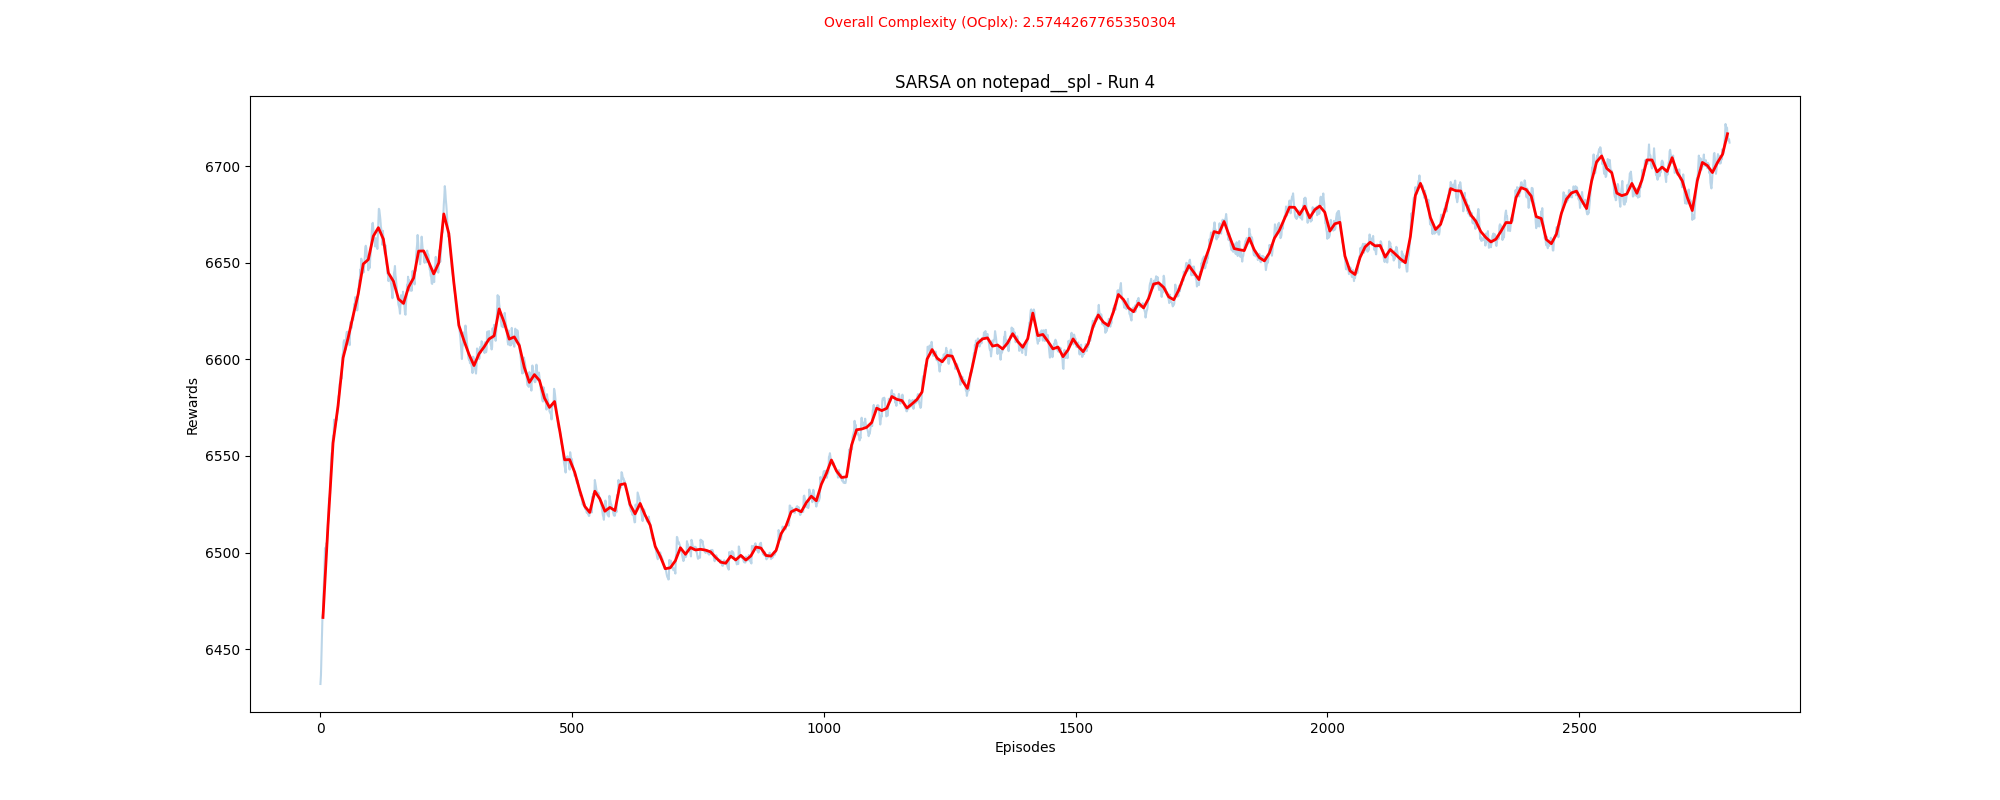 Overall Complexity (OCplx): 2.5744267765350304
SARSA on notepad__spl - Run 4
6700
6650
6600
6550
6500
6450
Rewards
0 500 1000 1500 2000 2500
Episodes